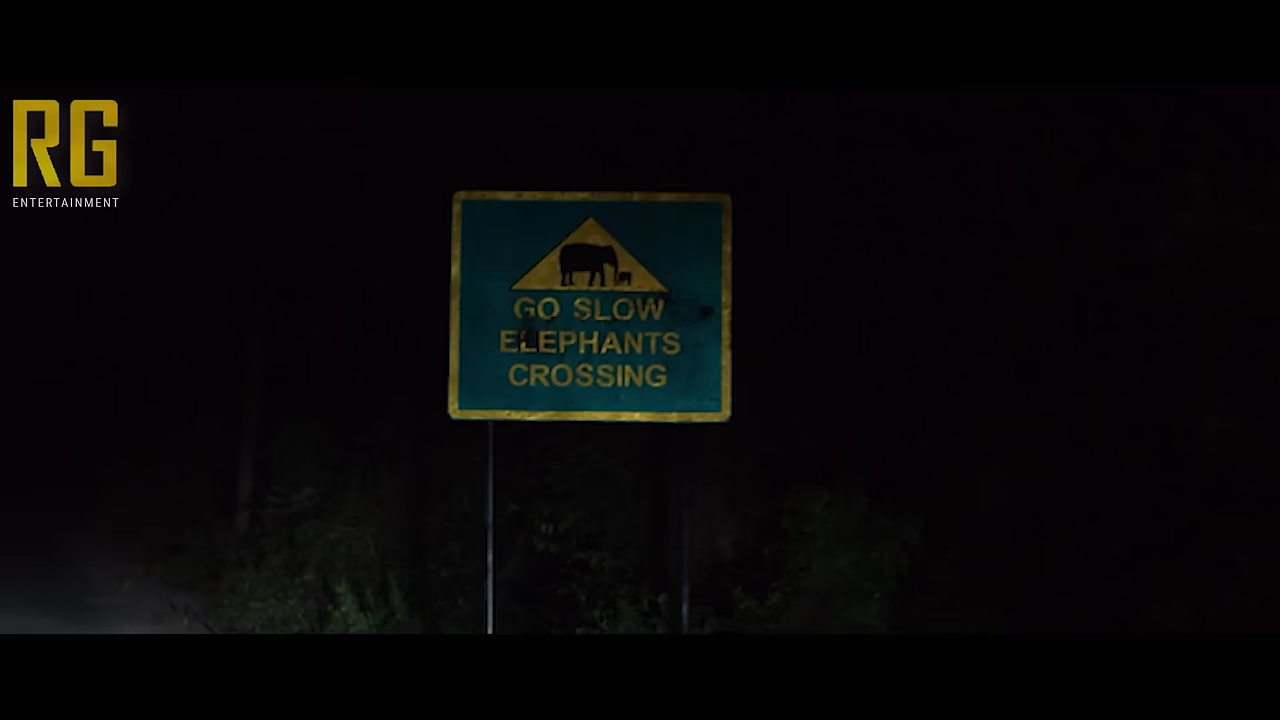 RG
ENTERTAINMENT
GO SLOW
ELEPHANTS
CROSSING